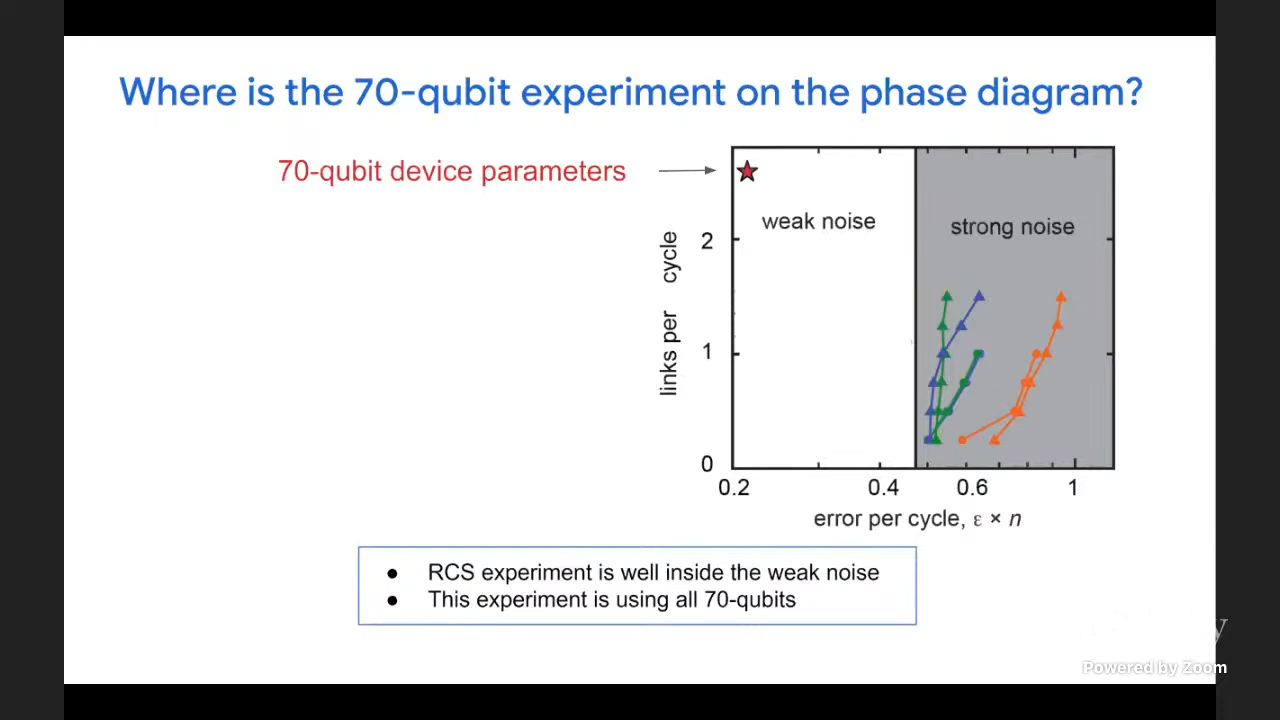 Where is the 70-qubit experiment on the phase diagram?
70-qubit device parameters
weak noise
strong noise
links per cycle
2
1
0
0.2
0.4
0.6
1
error per cycle, ε × n
● RCS experiment is well inside the weak noise
● This experiment is using all 70-qubits
y
Powered by Zoom